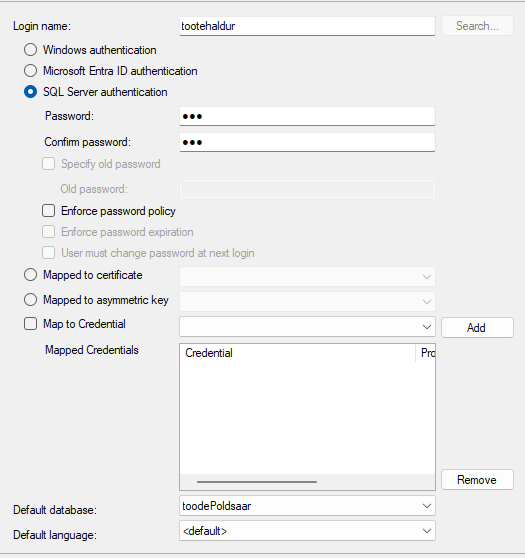 Login name:
tootehaldur
Search...
Windows authentication
Microsoft Entra ID authentication
SQL Server authentication
Password:
●●●
Confirm password:
●●●
Specify old password
Old password:
Enforce password policy
Enforce password expiration
User must change password at next login
Mapped to certificate
Mapped to asymmetric key
Map to Credential
Add
Mapped Credentials
Credential
Pro
Remove
Default database:
toodePoldsaar
Default language:
<default>